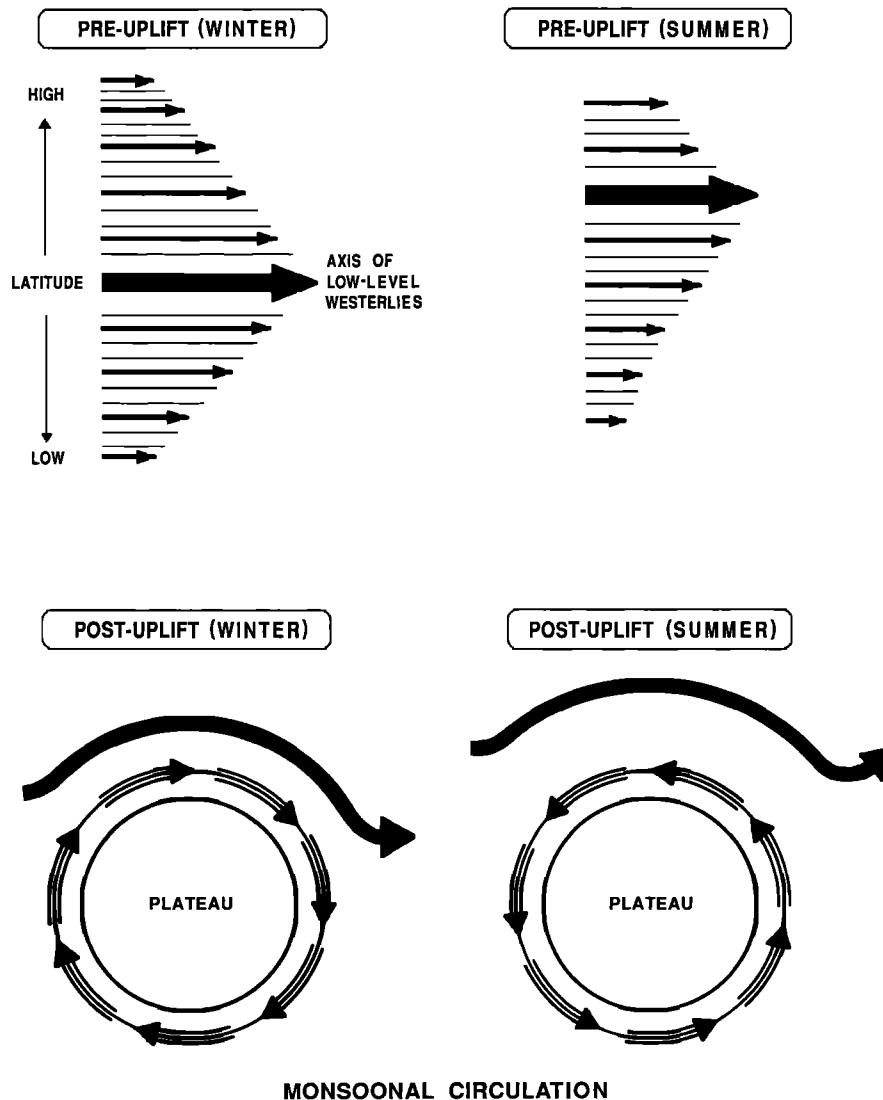 PRE-UPLIFT (WINTER)
PRE-UPLIFT (SUMMER)
HIGH
LATITUDE
LOW
AXIS OF
LOW-LEVEL
WESTERLIES
POST-UPLIFT (WINTER)
POST-UPLIFT (SUMMER)
PLATEAU
PLATEAU
MONSOONAL CIRCULATION